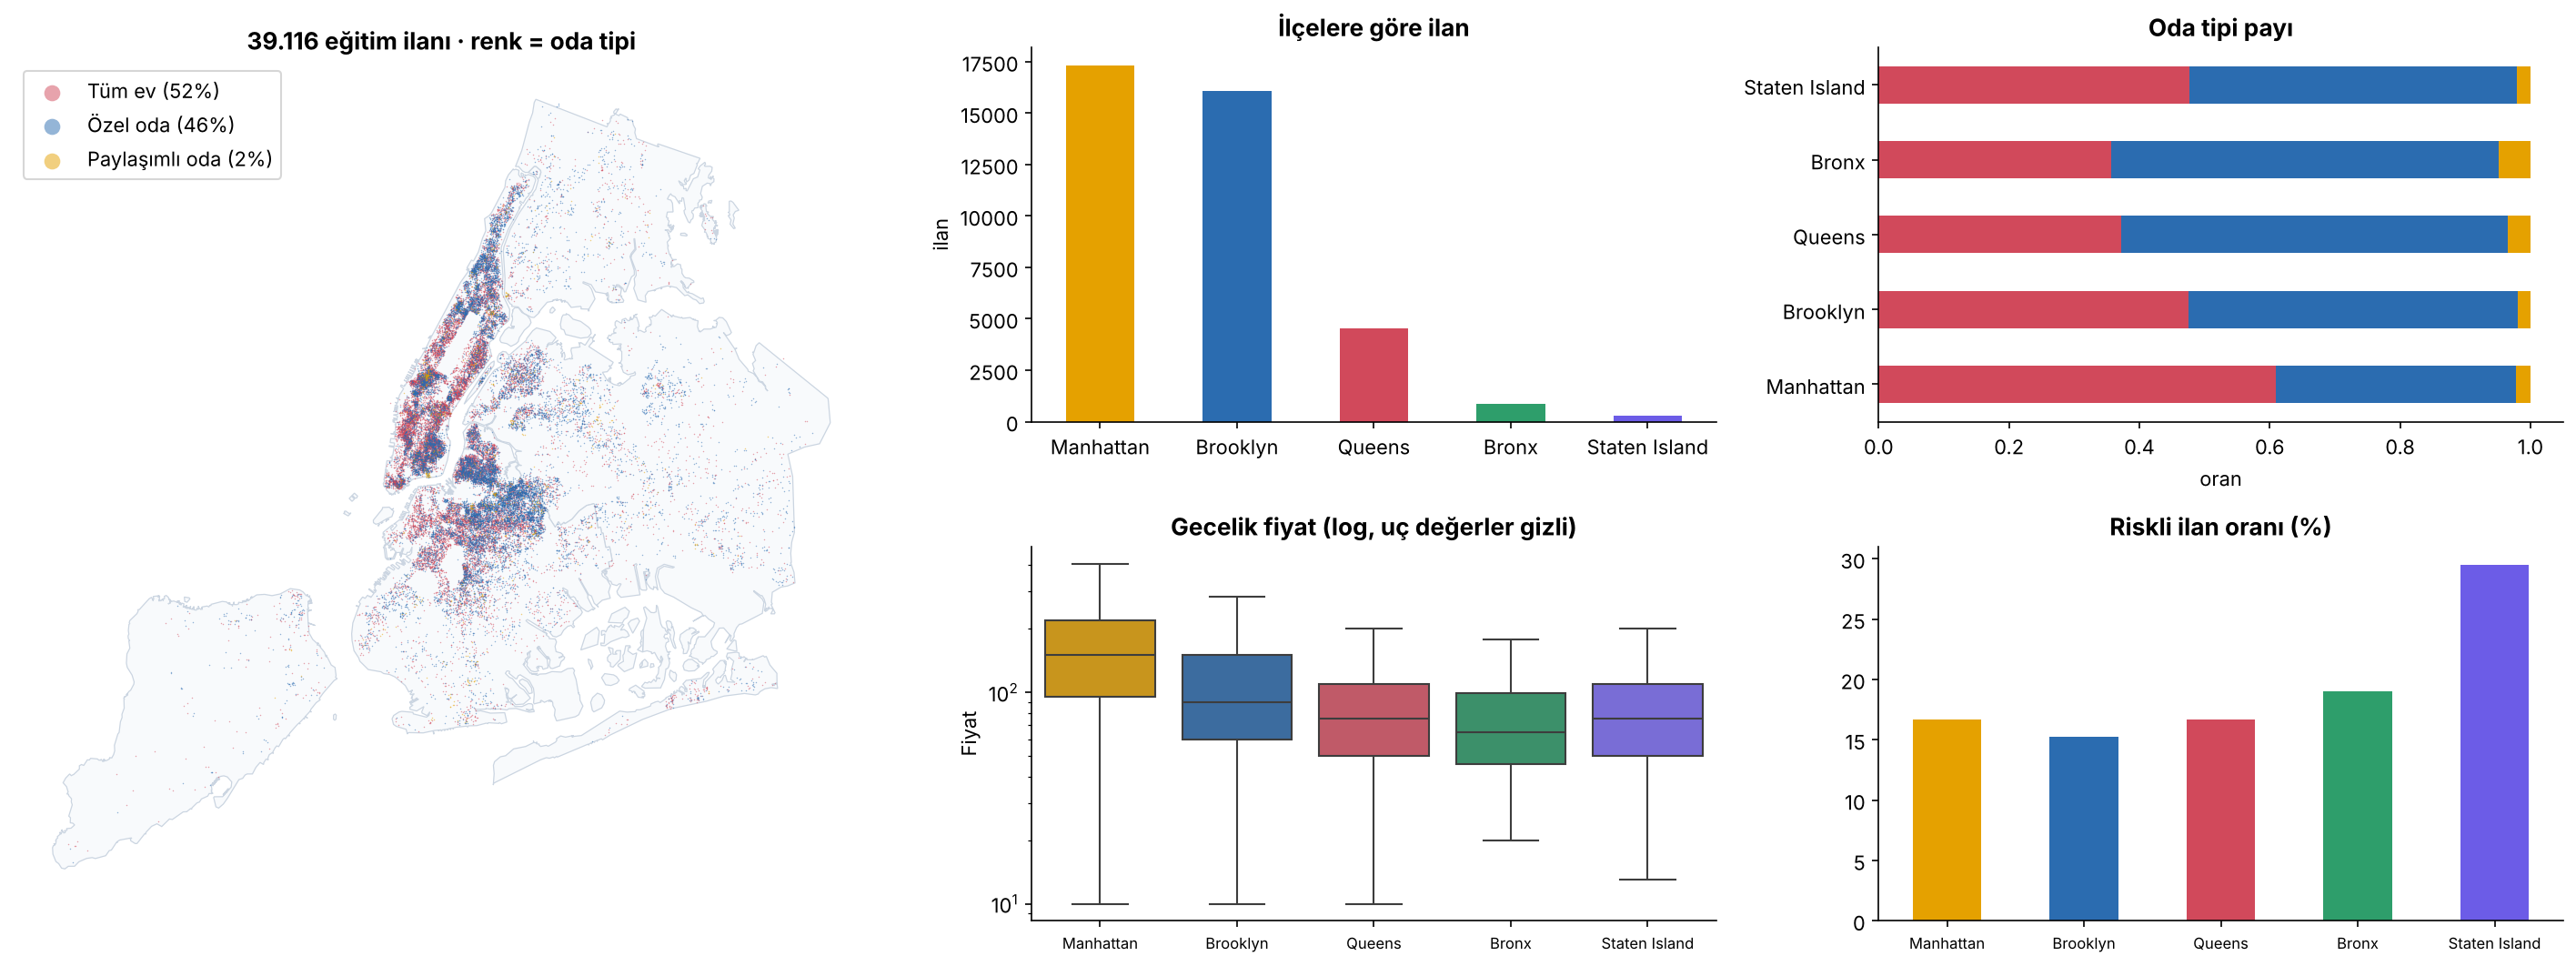 39.116 eğitim ilanı · renk = oda tipi
Tüm ev (52%)
Özel oda (46%)
Paylaşımlı oda (2%)
İlçelere göre ilan
ilan
17500
15000
12500
10000
7500
5000
2500
0
Manhattan Brooklyn Queens Bronx Staten Island
Oda tipi payı
Staten Island
Bronx
Queens
Brooklyn
Manhattan
0.0 0.2 0.4 0.6 0.8 1.0
oran
Gecelik fiyat (log, uç değerler gizli)
Fiyat
10²
10¹
Manhattan Brooklyn Queens Bronx Staten Island
Riskli ilan oranı (%)
30
25
20
15
10
5
0
Manhattan Brooklyn Queens Bronx Staten Island